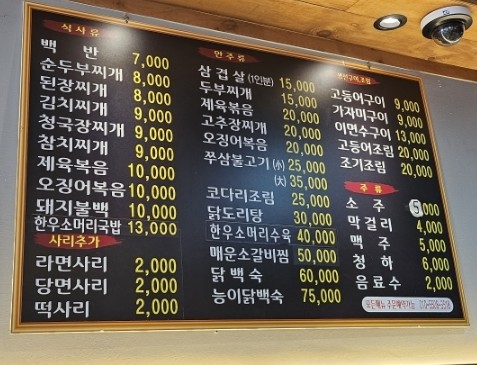 식사류
백 반 7,000
순두부찌개 8,000
된장찌개 8,000
김치찌개 9,000
청국장찌개 9,000
참치찌개 9,000
제육볶음 10,000
오징어볶음 10,000
돼지불백 10,000
한우소머리국밥 13,000
사리추가
라면사리 2,000
당면사리 2,000
떡사리 2,000
안주류
삼겹살 (1인분) 15,000
두부찌개 15,000
제육볶음 20,000
고추장찌개 20,000
오징어볶음 20,000
쭈삼불고기 (小) 25,000
(大) 35,000
코다리조림 25,000
닭도리탕 30,000
한우소머리수육 40,000
매운소갈비찜 50,000
닭백숙 60,000
능이닭백숙 75,000
고등어구이 9,000
가자미구이 9,000
이면수구이 13,000
고등어조림 20,000
조기조림 20,000
주 류
소 주 5,000
막걸리 4,000
맥 주 5,000
청 하 6,000
음료수 2,000
모든메뉴 포장가능